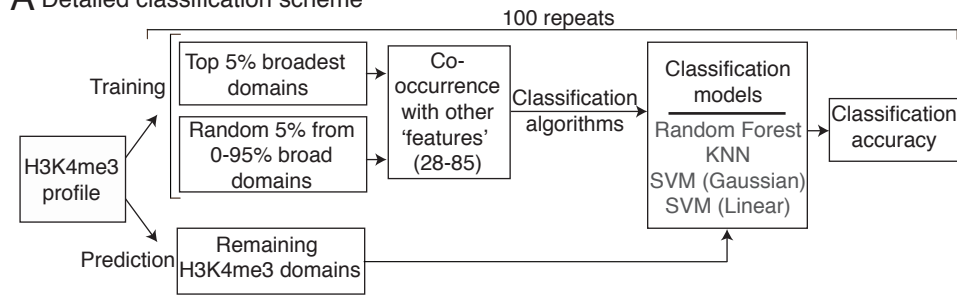 A Detailed classification scheme
100 repeats
Training
Top 5% broadest
domains
Random 5% from
0-95% broad
domains
Co-
occurrence
with other
‘features’
(28-85)
Classification
algorithms
Classification
models
Random Forest
KNN
SVM (Gaussian)
SVM (Linear)
Classification
accuracy
H3K4me3
profile
Prediction
Remaining
H3K4me3 domains